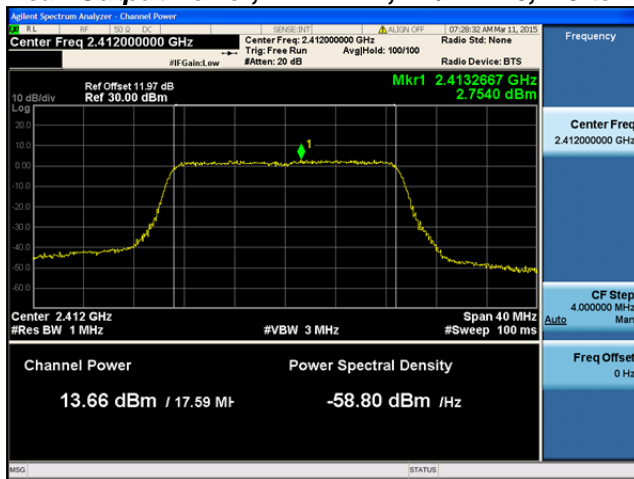 Agilent Spectrum Analyzer - Channel Power
RL RF 50 Ω DC SENSE:INT ALIGN OFF 07:28:32 AM Mar 11, 2015
Center Freq 2.412000000 GHz
Center Freq: 2.412000000 GHz
Radio Std: None
Trig: Free Run Avg|Hold: 100/100
#IFGain:Low #Atten: 20 dB Radio Device: BTS
Mkr1 2.4132667 GHz
2.7540 dBm
Ref Offset 11.97 dB
10 dB/div Ref 30.00 dBm
Log
20.0
10.0
0.00
-10.0
-20.0
-30.0
-40.0
-50.0
-60.0
1
Center 2.412 GHz Span 40 MHz
#Res BW 1 MHz #VBW 3 MHz #Sweep 100 ms
Channel Power Power Spectral Density
13.66 dBm / 17.59 MH -58.80 dBm /Hz
MSG STATUS
Frequency
Center Freq
2.412000000 GHz
CF Step
4.000000 MHz
Auto Man
Freq Offset
0 Hz